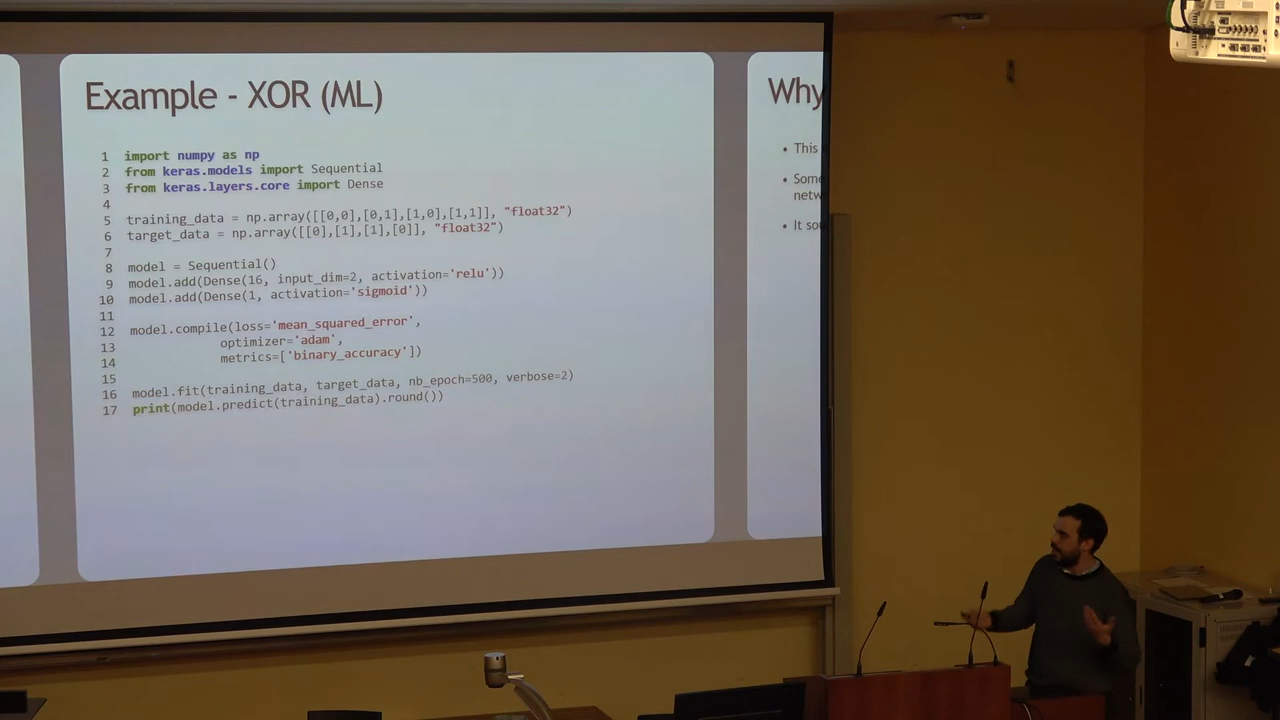 Example - XOR (ML)
1 import numpy as np
2 from keras.models import Sequential
3 from keras.layers.core import Dense
4
5 training_data = np.array([[0,0],[0,1],[1,0],[1,1]], "float32")
6 target_data = np.array([[0],[1],[1],[0]], "float32")
7
8 model = Sequential()
9 model.add(Dense(16, input_dim=2, activation='relu'))
10 model.add(Dense(1, activation='sigmoid'))
11
12 model.compile(loss='mean_squared_error',
13 optimizer='adam',
14 metrics=['binary_accuracy'])
15
16 model.fit(training_data, target_data, nb_epoch=500, verbose=2)
17 print(model.predict(training_data).round())
Why
• This
• Some
netw
• It so